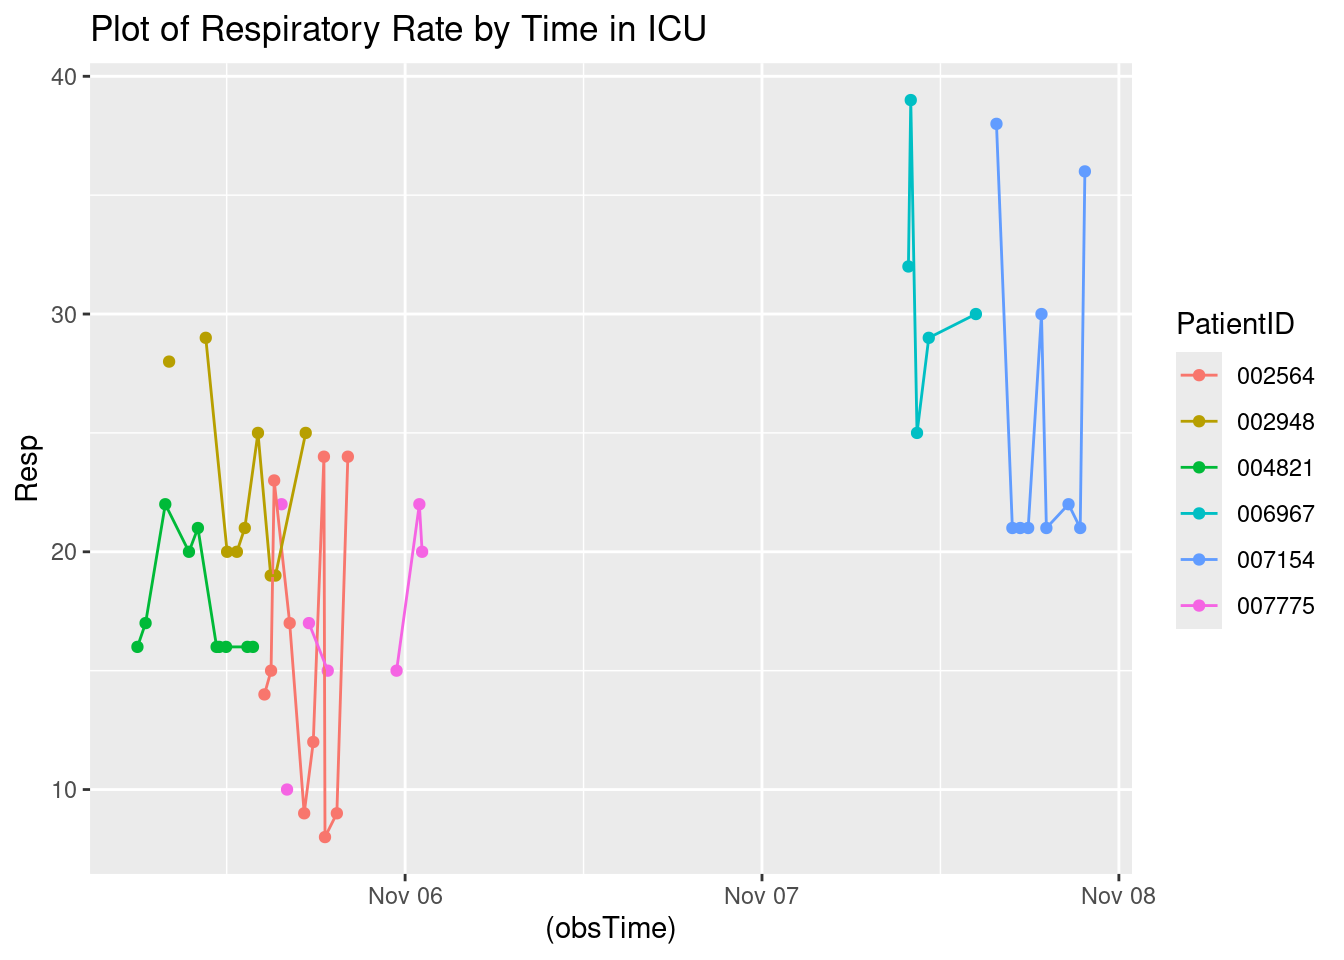 Plot of Respiratory Rate by Time in ICU
40
30
20
10
Resp
Nov 06
Nov 07
Nov 08
(obsTime)
PatientID
002564
002948
004821
006967
007154
007775